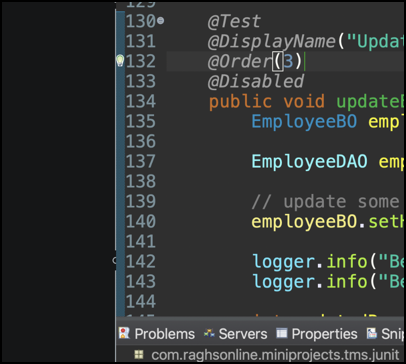 129
130 @Test
131 @DisplayName("Updat
132 @Order(3)
133 @Disabled
134 public void updateE
135 EmployeeBO empl
136
137 EmployeeDAO emp
138
139 // update some
140 employeeBO.setH
141
142 logger.info("Be
143 logger.info("Be
144
Problems Servers Properties Snip
com.raghsonline.miniprojects.tms.junit